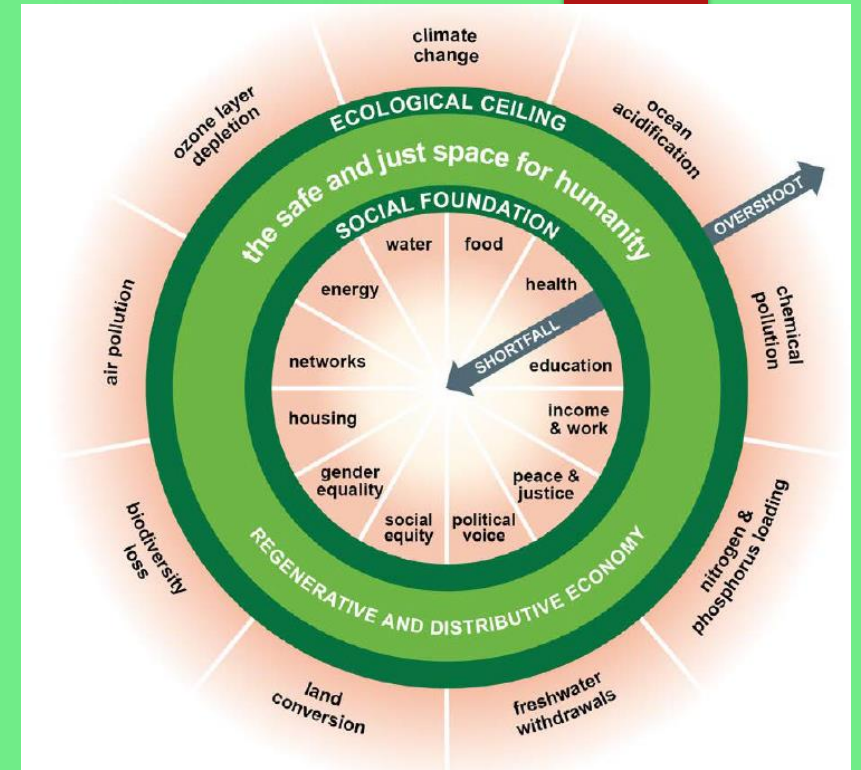 climate
change
ocean
acidification
OVERSHOOT
chemical
pollution
nitrogen &
phosphorus loading
freshwater
withdrawals
land
conversion
biodiversity
loss
air pollution
ozone layer
depletion
ECOLOGICAL CEILING
the safe and just space for humanity
SOCIAL FOUNDATION
water
food
health
SHORTFALL
education
income
& work
peace &
justice
political
voice
social
equity
gender
equality
housing
networks
energy
REGENERATIVE AND DISTRIBUTIVE ECONOMY